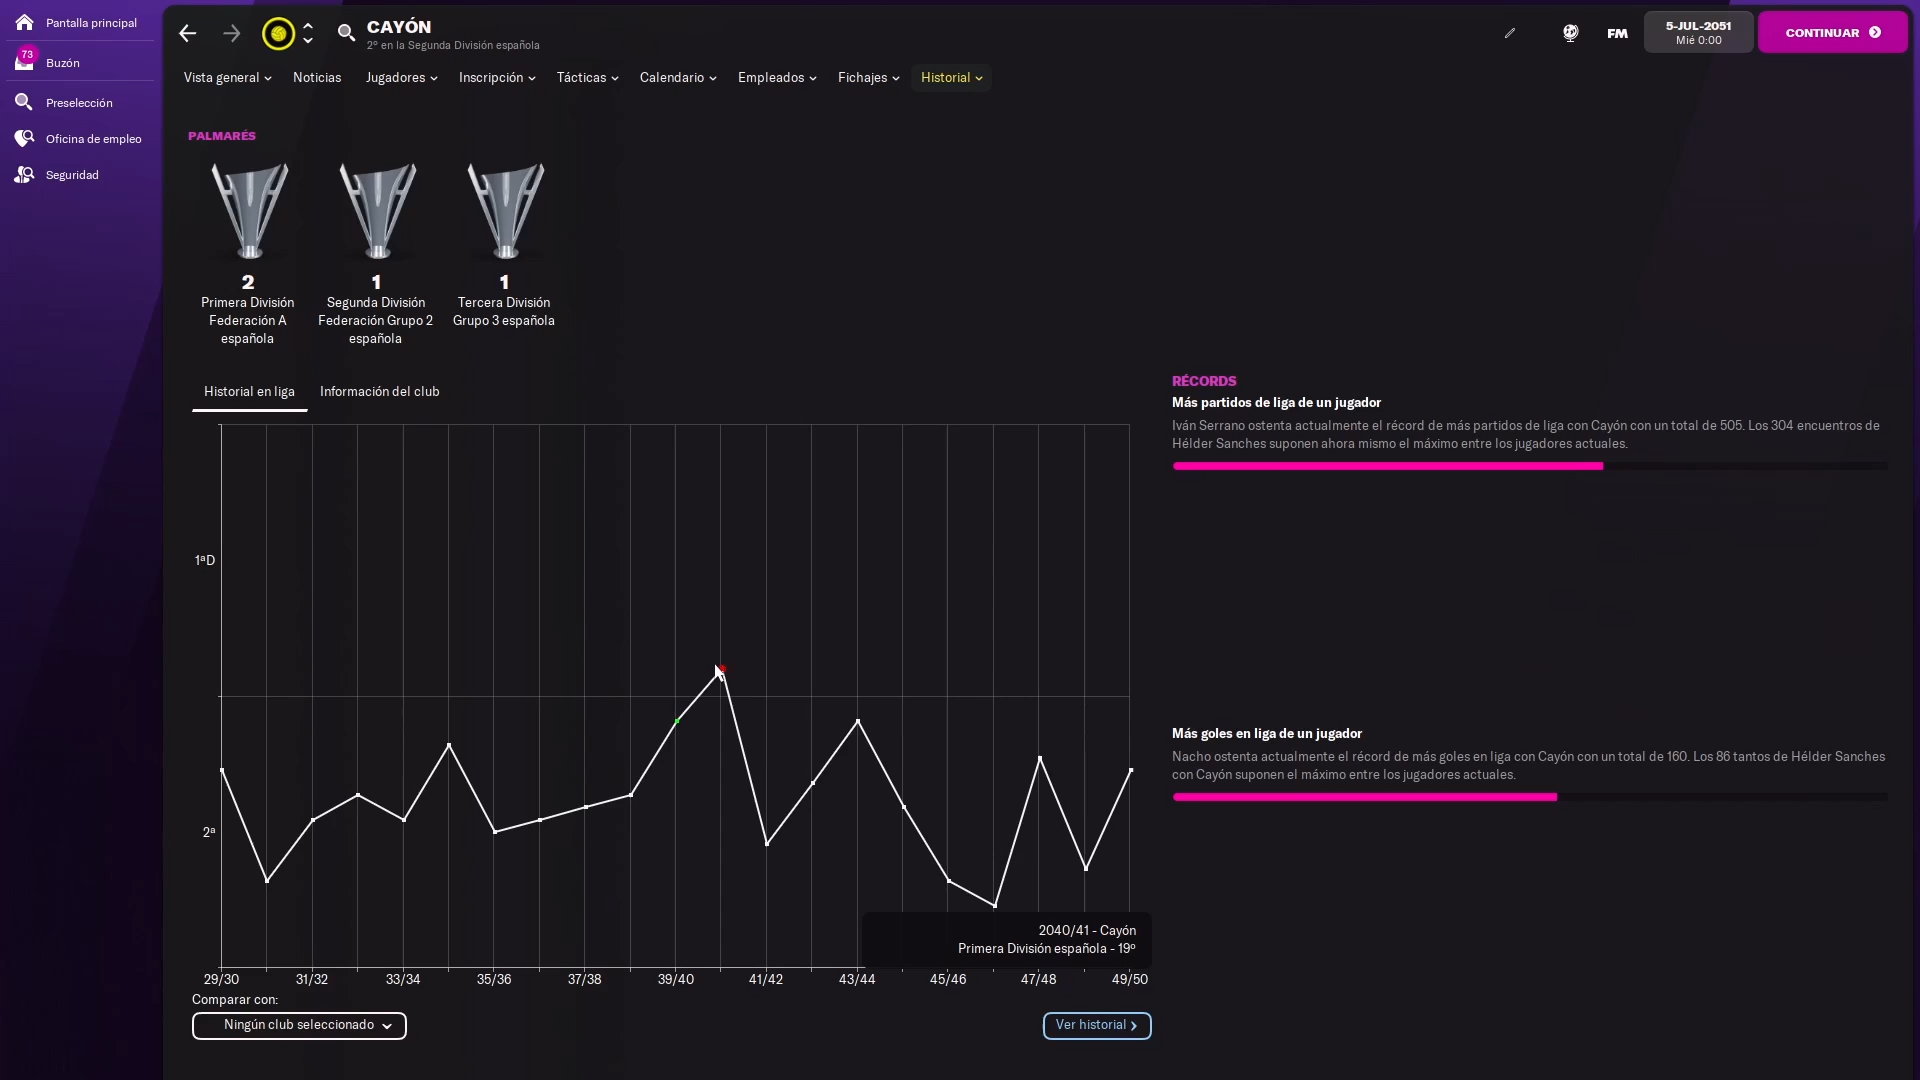 Pantalla principal
73
Buzón
Preselección
Oficina de empleo
Seguridad
CAYÓN
2º en la Segunda División española
FM
5-JUL-2051
Mié 0:00
CONTINUAR
Vista general
Noticias
Jugadores
Inscripción
Tácticas
Calendario
Empleados
Fichajes
Historial
PALMARÉS
2
Primera División
Federación A
española
1
Segunda División
Federación Grupo 2
española
1
Tercera División
Grupo 3 española
Historial en liga
Información del club
1ªD
2ª
2040/41 - Cayón
Primera División española - 19º
29/30
31/32
33/34
35/36
37/38
39/40
41/42
43/44
45/46
47/48
49/50
Comparar con:
Ningún club seleccionado
Ver historial
RÉCORDS
Más partidos de liga de un jugador
Iván Serrano ostenta actualmente el récord de más partidos de liga con Cayón con un total de 505. Los 304 encuentros de
Hélder Sanches suponen ahora mismo el máximo entre los jugadores actuales.
Más goles en liga de un jugador
Nacho ostenta actualmente el récord de más goles en liga con Cayón con un total de 160. Los 86 tantos de Hélder Sanches
con Cayón suponen el máximo entre los jugadores actuales.